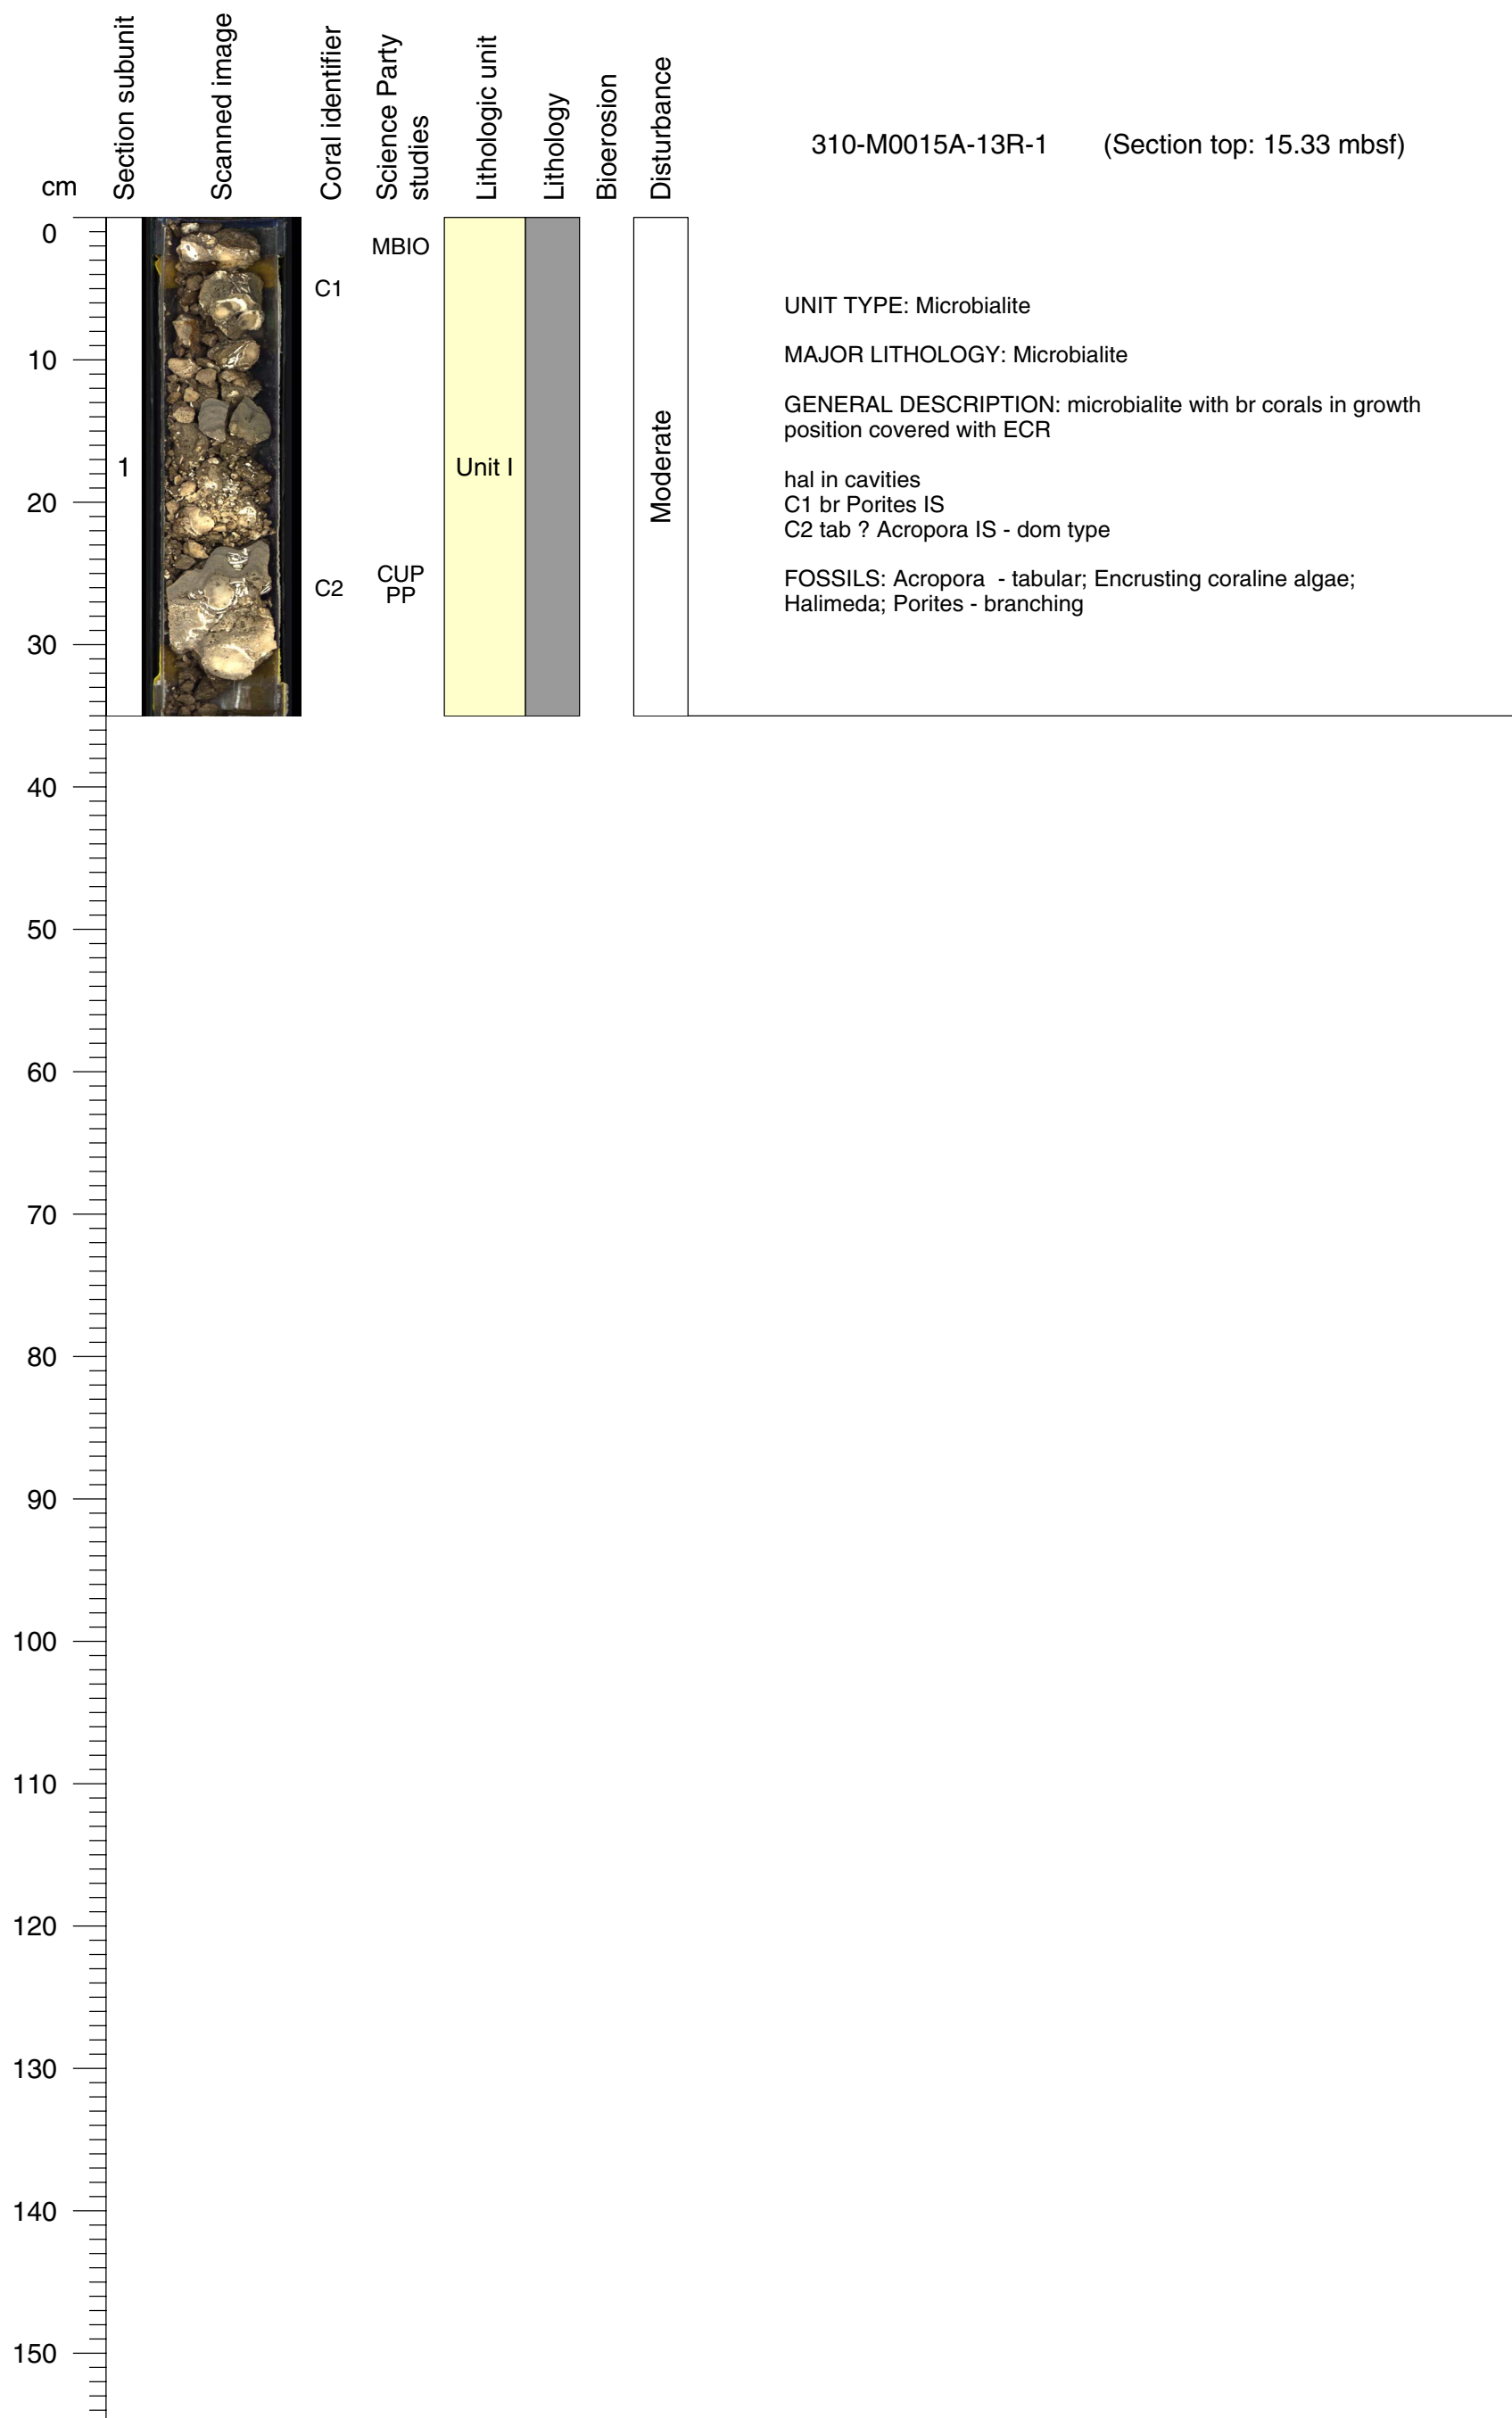 Section subunit
Scanned image
Coral identifier
Science Party
studies
Lithologic unit
Lithology
Bioerosion
Disturbance
310-M0015A-13R-1 (Section top: 15.33 mbsf)
cm
0
MBIO
C1
UNIT TYPE: Microbialite
10
MAJOR LITHOLOGY: Microbialite
GENERAL DESCRIPTION: microbialite with br corals in growth
position covered with ECR
1
Unit I
Moderate
hal in cavities
20
C1 br Porites IS
C2 tab ? Acropora IS - dom type
C2
CUP
PP
FOSSILS: Acropora - tabular; Encrusting coraline algae;
Halimeda; Porites - branching
30
40
50
60
70
80
90
100
110
120
130
140
150